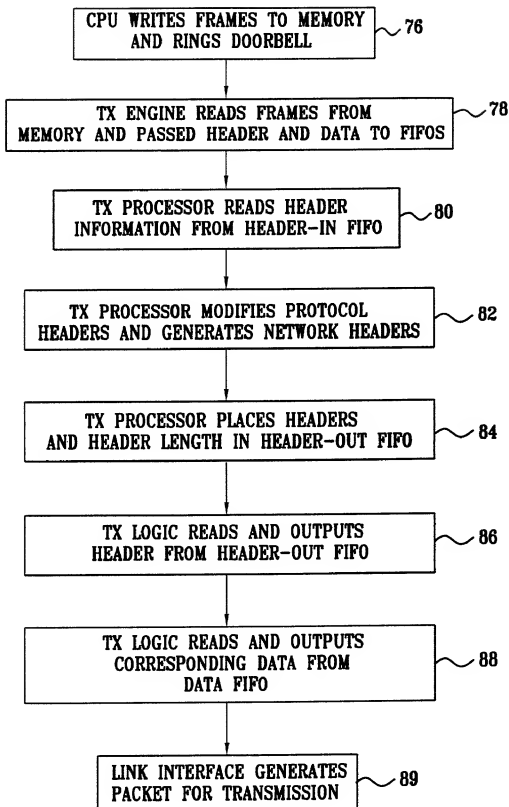 CPU WRITES FRAMES TO MEMORY
AND RINGS DOORBELL
76
TX ENGINE READS FRAMES FROM
MEMORY AND PASSED HEADER AND DATA TO FIFOS
78
TX PROCESSOR READS HEADER
INFORMATION FROM HEADER-IN FIFO
80
TX PROCESSOR MODIFIES PROTOCOL
HEADERS AND GENERATES NETWORK HEADERS
82
TX PROCESSOR PLACES HEADERS
AND HEADER LENGTH IN HEADER-OUT FIFO
84
TX LOGIC READS AND OUTPUTS
HEADER FROM HEADER-OUT FIFO
86
TX LOGIC READS AND OUTPUTS
CORRESPONDING DATA FROM
DATA FIFO
88
LINK INTERFACE GENERATES
PACKET FOR TRANSMISSION
89